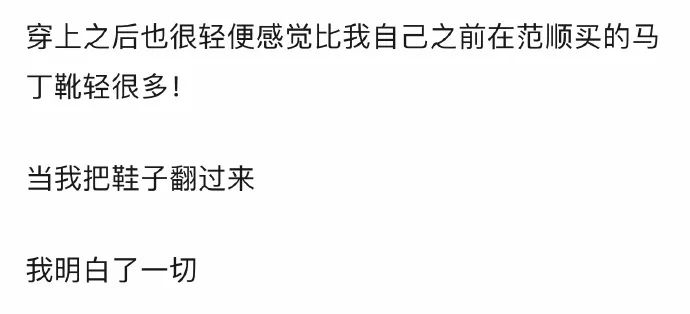 穿上之后也很轻便感觉比我自己之前在范顺买的马
丁靴轻很多！
当我把鞋子翻过来
我明白了一切